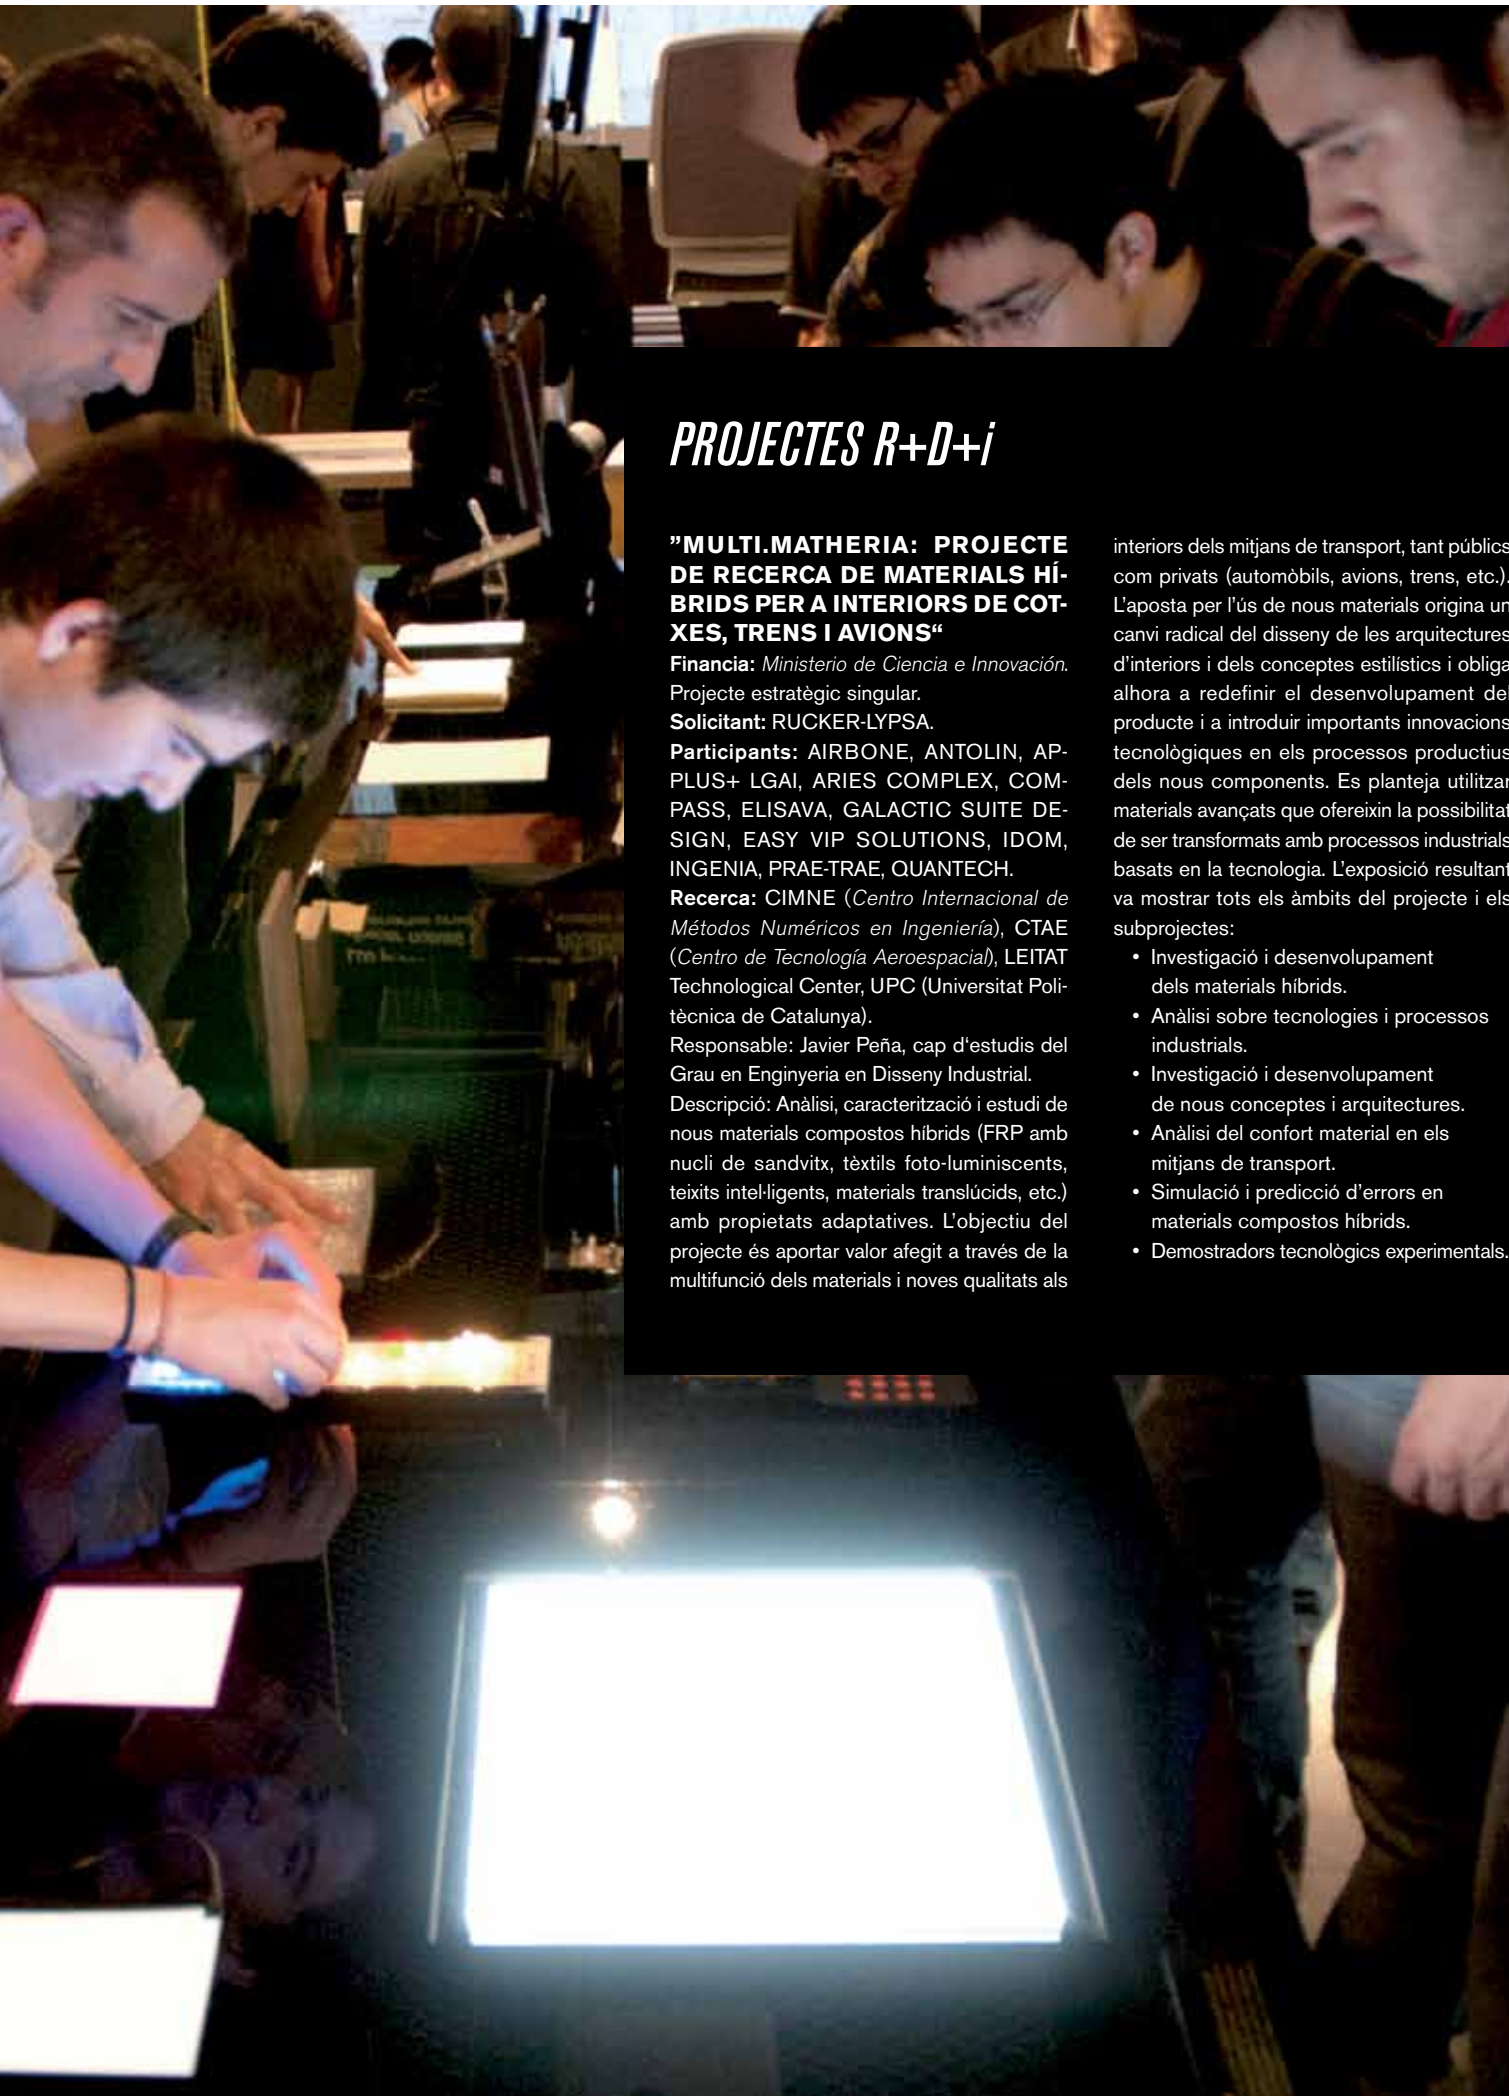 PROJECTES R+D+i
"MULTI.MATHERIA: PROJECTE
DE RECERCA DE MATERIALS HÍ-
BRIDS PER A INTERIORS DE COT-
XES, TRENS I AVIONS“
Financia: Ministerio de Ciencia e Innovación.
Projecte estratègic singular.
Solicitant: RUCKER-LYPSA.
Participants: AIRBONE, ANTOLIN, AP-
PLUS+ LGAI, ARIES COMPLEX, COM-
PASS, ELISAVA, GALACTIC SUITE DE-
SIGN, EASY VIP SOLUTIONS, IDOM,
INGENIA, PRAE-TRAE, QUANTECH.
Recerca: CIMNE (Centro Internacional de
Métodos Numéricos en Ingeniería), CTAE
(Centro de Tecnología Aeroespacial), LEITAT
Technological Center, UPC (Universitat Poli-
tècnica de Catalunya).
Responsable: Javier Peña, cap d‘estudis del
Grau en Enginyeria en Disseny Industrial.
Descripció: Anàlisi, caracterització i estudi de
nous materials compostos híbrids (FRP amb
nucli de sandvitx, tèxtils foto-luminiscents,
teixits intel·ligents, materials translúcids, etc.)
amb propietats adaptatives. L’objectiu del
projecte és aportar valor afegit a través de la
multifunció dels materials i noves qualitats als
interiors dels mitjans de transport, tant públics
com privats (automòbils, avions, trens, etc.).
L’aposta per l’ús de nous materials origina un
canvi radical del disseny de les arquitectures
d’interiors i dels conceptes estilístics i obliga
alhora a redefinir el desenvolupament del
producte i a introduir importants innovacions
tecnològiques en els processos productius
dels nous components. Es planteja utilitzar
materials avançats que ofereixin la possibilitat
de ser transformats amb processos industrials
basats en la tecnologia. L’exposició resultant
va mostrar tots els àmbits del projecte i els
subprojectes:
• Investigació i desenvolupament
dels materials híbrids.
• Anàlisi sobre tecnologies i processos
industrials.
• Investigació i desenvolupament
de nous conceptes i arquitectures.
• Anàlisi del confort material en els
mitjans de transport.
• Simulació i predicció d’errors en
materials compostos híbrids.
• Demostradors tecnològics experimentals.